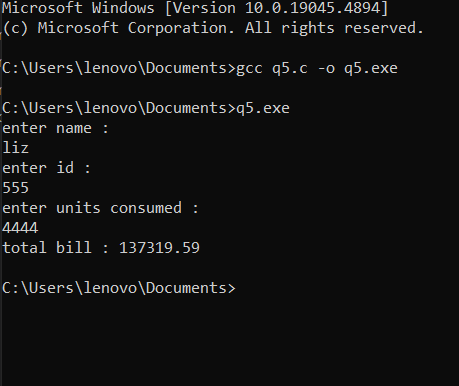 Microsoft Windows [Version 10.0.19045.4894]
(c) Microsoft Corporation. All rights reserved.
C:\Users\lenovo\Documents>gcc q5.c -o q5.exe
C:\Users\lenovo\Documents>q5.exe
enter name :
liz
enter id :
555
enter units consumed :
4444
total bill : 137319.59
C:\Users\lenovo\Documents>